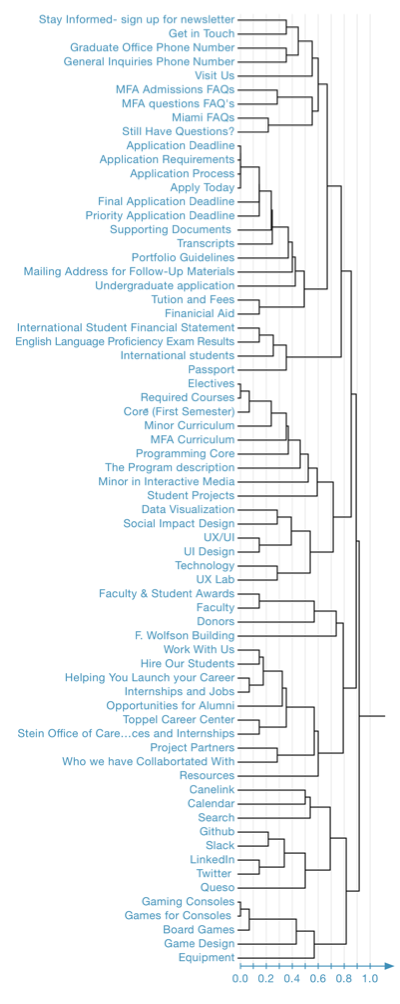 Stay Informed- sign up for newsletter
Get in Touch
Graduate Office Phone Number
General Inquiries Phone Number
Visit Us
MFA Admissions FAQs
MFA questions FAQ's
Miami FAQs
Still Have Questions?
Application Deadline
Application Requirements
Application Process
Apply Today
Final Application Deadline
Priority Application Deadline
Supporting Documents
Transcripts
Portfolio Guidelines
Mailing Address for Follow-Up Materials
Undergraduate application
Tution and Fees
Finanicial Aid
International Student Financial Statement
English Language Proficiency Exam Results
International students
Passport
Electives
Required Courses
Core (First Semester)
Minor Curriculum
MFA Curriculum
Programming Core
The Program description
Minor in Interactive Media
Student Projects
Data Visualization
Social Impact Design
UX/UI
UI Design
Technology
UX Lab
Faculty & Student Awards
Faculty
Donors
F. Wolfson Building
Work With Us
Hire Our Students
Helping You Launch your Career
Internships and Jobs
Opportunities for Alumni
Toppel Career Center
Stein Office of Care...ces and Internships
Project Partners
Who we have Collabortated With
Resources
Canelink
Calendar
Search
Github
Slack
LinkedIn
Twitter
Queso
Gaming Consoles
Games for Consoles
Board Games
Game Design
Equipment
0.0 0.2 0.4 0.6 0.8 1.0